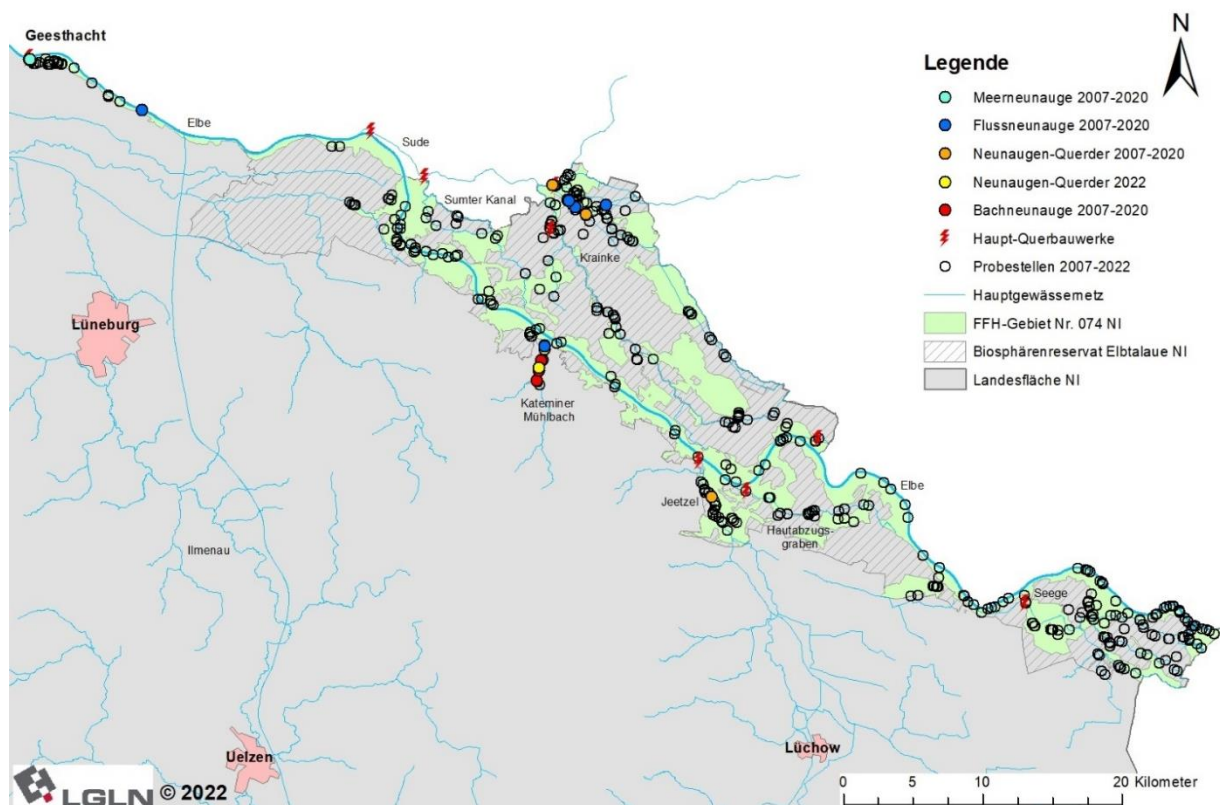 Geesthacht
N
Legende
Meerneunauge 2007-2020
Flussneunauge 2007-2020
Neunaugen-Querder 2007-2020
Neunaugen-Querder 2022
Bachneunauge 2007-2020
Haupt-Querbauwerke
Probestellen 2007-2022
Hauptgewässernetz
FFH-Gebiet Nr. 074 NI
Biosphärenreservat Elbtalaue NI
Landesfläche NI
Elbe
Sude
Sumter Kanal
Krainke
Lüneburg
Kateminer
Mühlbach
Jeetzel
Elbe
Hautabzugs-
graben
Ilmenau
Seege
Uelzen
Lüchow
0 5 10 20 Kilometer
LGLN © 2022